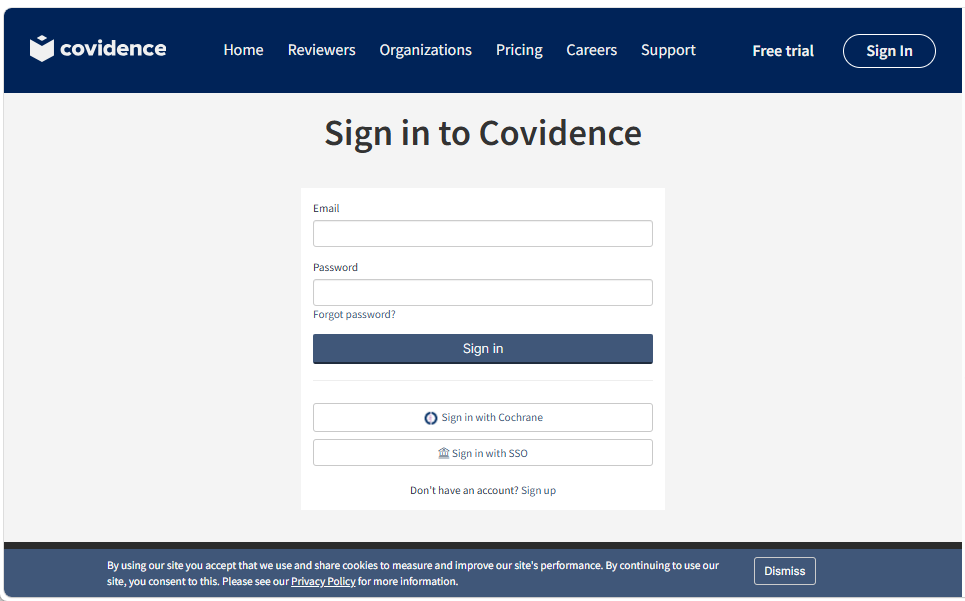 covidence
Home Reviewers Organizations Pricing Careers Support Free trial Sign In
Sign in to Covidence
Email
Password
Forgot password?
Sign in
Sign in with Cochrane
Sign in with SSO
Don't have an account? Sign up
By using our site you accept that we use and share cookies to measure and improve our site's performance. By continuing to use our
site, you consent to this. Please see our Privacy Policy for more information.
Dismiss